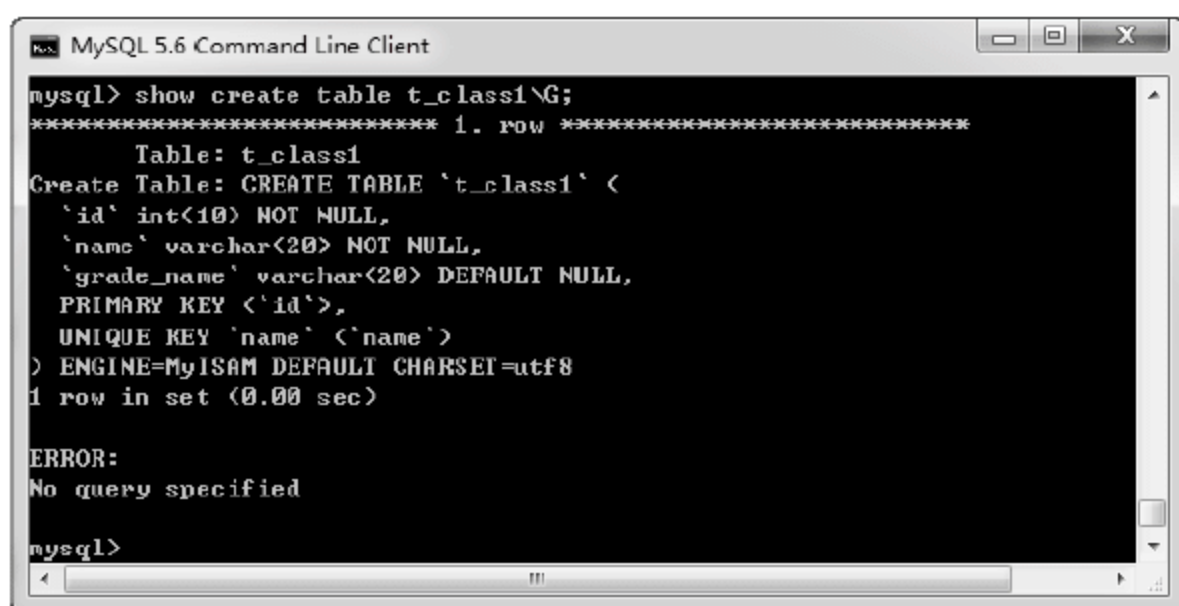 MySQL 5.6 Command Line Client
mysql> show create table t_class1\G;
*************************** 1. row ***************************
Table: t_class1
Create Table: CREATE TABLE `t_class1` (
`id` int(10) NOT NULL,
`name` varchar(20) NOT NULL,
`grade_name` varchar(20) DEFAULT NULL,
PRIMARY KEY (`id`),
UNIQUE KEY `name` (`name`)
) ENGINE=MyISAM DEFAULT CHARSET=utf8
1 row in set (0.00 sec)
ERROR:
No query specified
mysql>